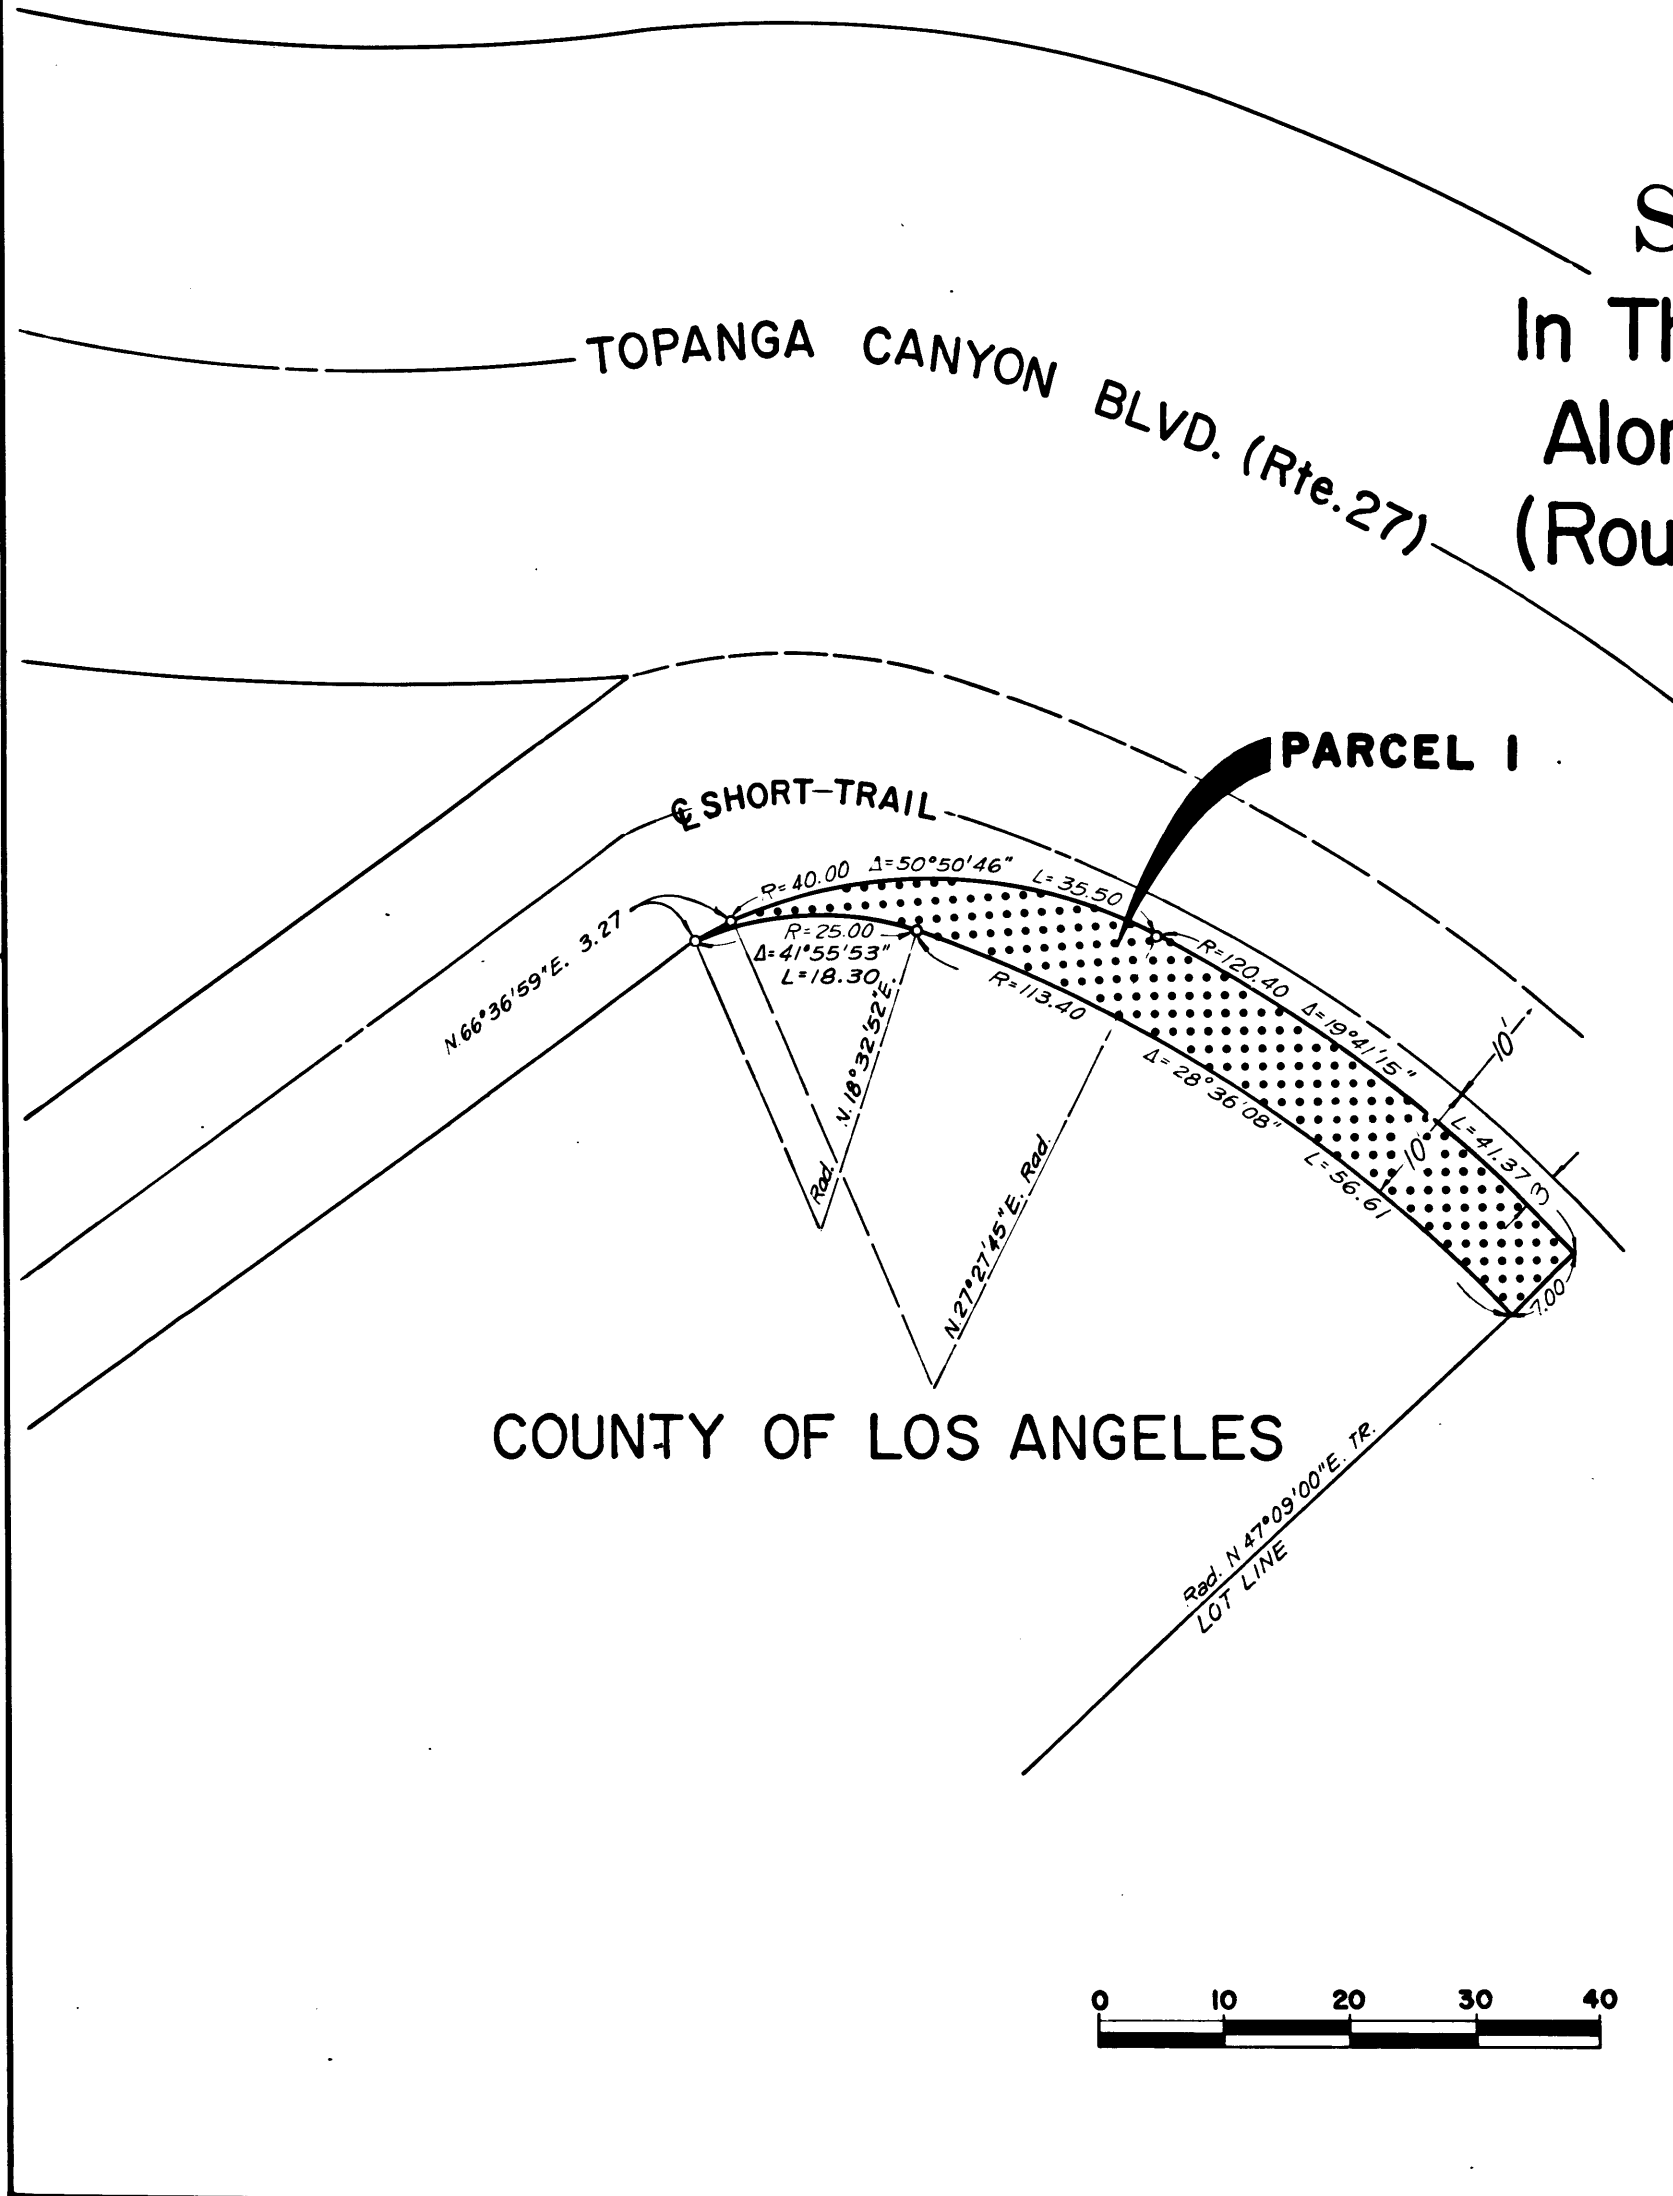 S
In Th
Alon
(Rou
TOPANGA CANYON BLVD. (Rte.27)
PARCEL 1
℄ SHORT-TRAIL
R=40.00 Δ=50°50'46" L=35.50
R=25.00
Δ=41°55'53"
L=18.30
N.66°36'59"E. 3.27
R=120.40 Δ=19°41'15" L=41.37
R=113.40 Δ=28°36'08" L=56.61
10'
10'
3
7.00
N.18°32'52"E. Rad.
N.27°27'45"E. Rad.
COUNTY OF LOS ANGELES
Rad. N 47°09'00"E. TR.
LOT LINE
0 10 20 30 40